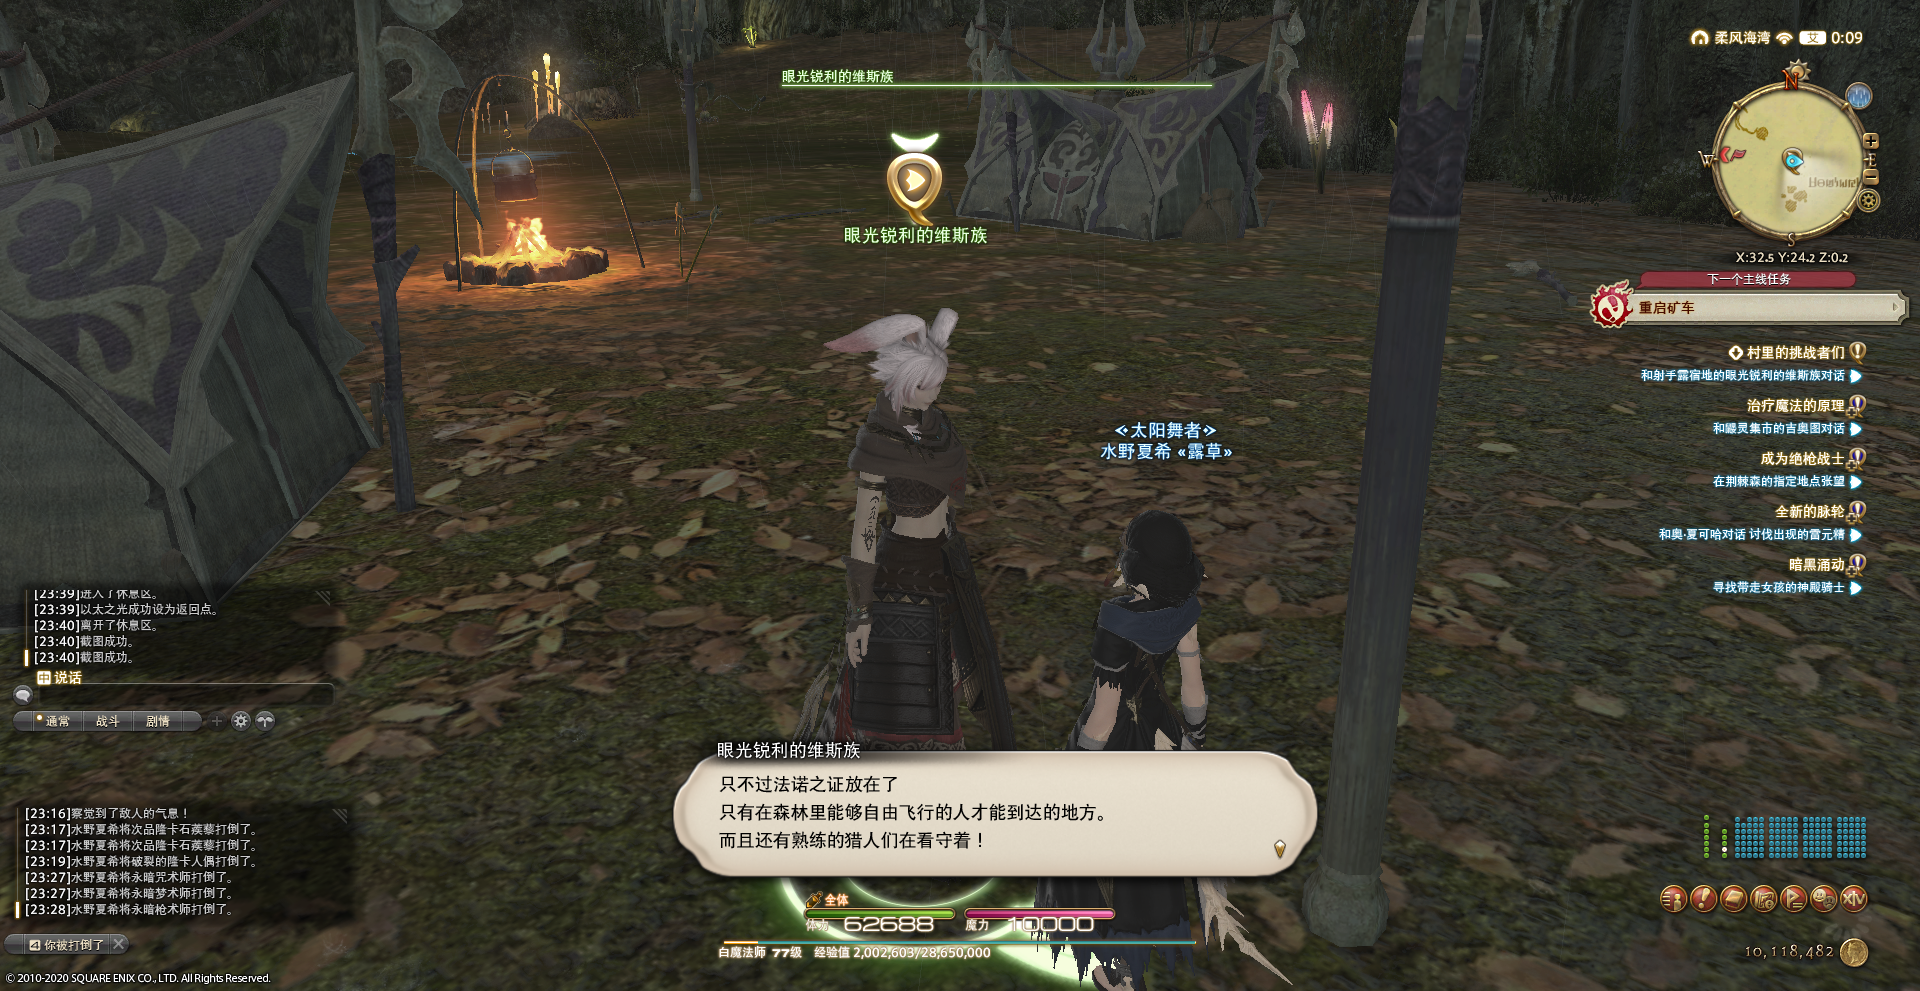 眼光锐利的维斯族
眼光锐利的维斯族
柔风海湾 艾 0:09
N
W
E
S
X:32.5 Y:24.2 Z:0.2
下一个主线任务
重启矿车
村里的挑战者们
和射手露宿地的眼光锐利的维斯族对话
治疗魔法的原理
和鼹灵集市的吉奥图对话
成为绝枪战士
在荆棘森的指定地点张望
全新的脉轮
和奥·夏可哈对话 讨伐出现的雷元精
暗黑涌动
寻找带走女孩的神殿骑士
太阳舞者
水野夏希 «露草»
[23:39]进入了休息区。
[23:39]以太之光成功设为返回点。
[23:40]离开了休息区。
[23:40]截图成功。
[23:40]截图成功。
说话
通常 战斗 剧情
[23:16]察觉到了敌人的气息！
[23:17]水野夏希将次品隆卡石蒺藜打倒了。
[23:17]水野夏希将次品隆卡石蒺藜打倒了。
[23:19]水野夏希将破裂的隆卡人偶打倒了。
[23:27]水野夏希将永暗咒术师打倒了。
[23:27]水野夏希将永暗梦术师打倒了。
[23:28]水野夏希将永暗枪术师打倒了。
4 你被打倒了
© 2010-2020 SQUARE ENIX CO., LTD. All Rights Reserved.
眼光锐利的维斯族
只不过法诺之证放在了
只有在森林里能够自由飞行的人才能到达的地方。
而且还有熟练的猎人们在看守着！
全体
体力 62688 魔力 10000
白魔法师 77级 经验值 2,002,603/28,650,000
XIV
10,118,482